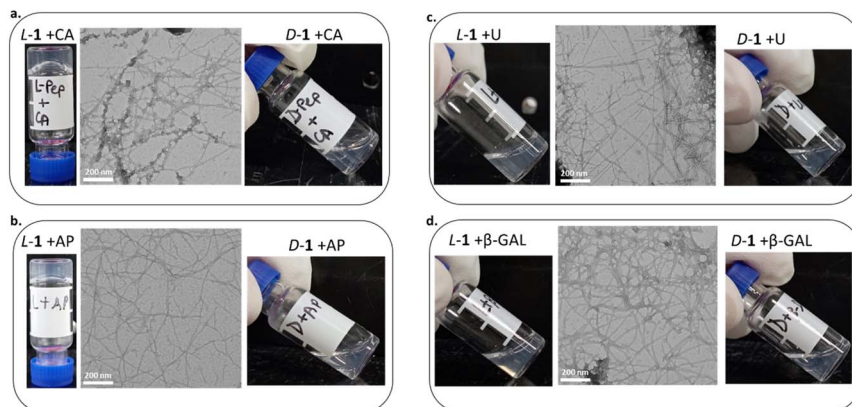 a.
L-1 +CA
L-Pep
+
CA
200 nm
D-1 +CA
D-Pep
+
CA
b.
L-1 +AP
L+AP
200 nm
D-1 +AP
D+AP
c.
L-1 +U
200 nm
D-1 +U
D+U
d.
L-1 +β-GAL
200 nm
D-1 +β-GAL